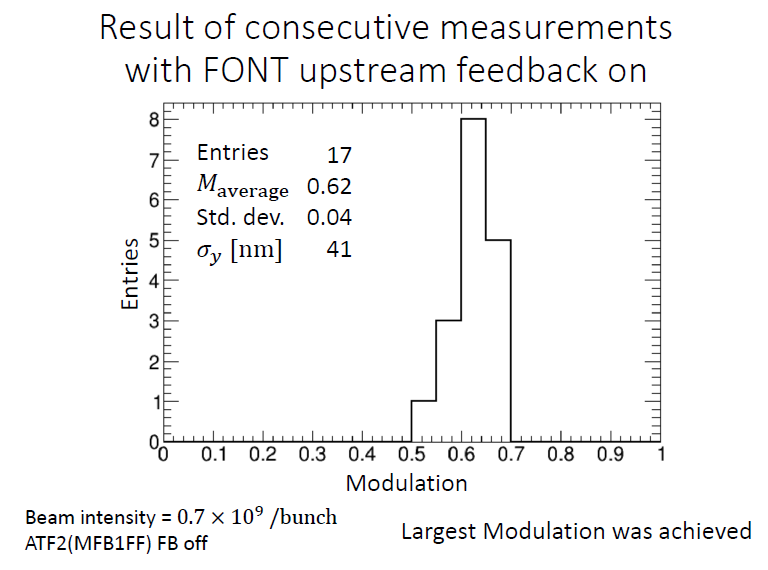 Result of consecutive measurements
with FONT upstream feedback on
8
7
6
5
4
3
2
1
0
Entries
Entries 17
Maverage 0.62
Std. dev. 0.04
σy [nm] 41
0 0.1 0.2 0.3 0.4 0.5 0.6 0.7 0.8 0.9 1
Modulation
Beam intensity = 0.7 × 10⁹ /bunch
ATF2(MFB1FF) FB off
Largest Modulation was achieved